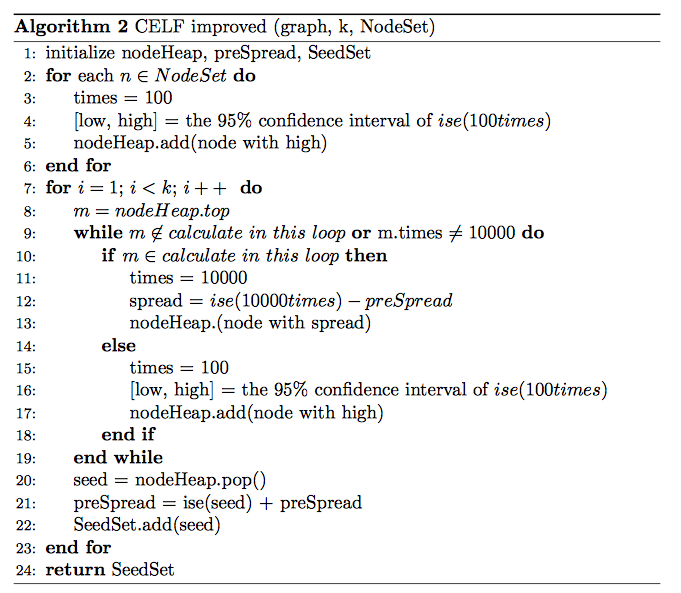 Algorithm 2 CELF improved (graph, k, NodeSet)
1: initialize nodeHeap, preSpread, SeedSet
2: for each n ∈ NodeSet do
3: times = 100
4: [low, high] = the 95% confidence interval of ise(100times)
5: nodeHeap.add(node with high)
6: end for
7: for i = 1; i < k; i++ do
8: m = nodeHeap.top
9: while m ∉ calculate in this loop or m.times ≠ 10000 do
10: if m ∈ calculate in this loop then
11: times = 10000
12: spread = ise(10000times) − preSpread
13: nodeHeap.(node with spread)
14: else
15: times = 100
16: [low, high] = the 95% confidence interval of ise(100times)
17: nodeHeap.add(node with high)
18: end if
19: end while
20: seed = nodeHeap.pop()
21: preSpread = ise(seed) + preSpread
22: SeedSet.add(seed)
23: end for
24: return SeedSet